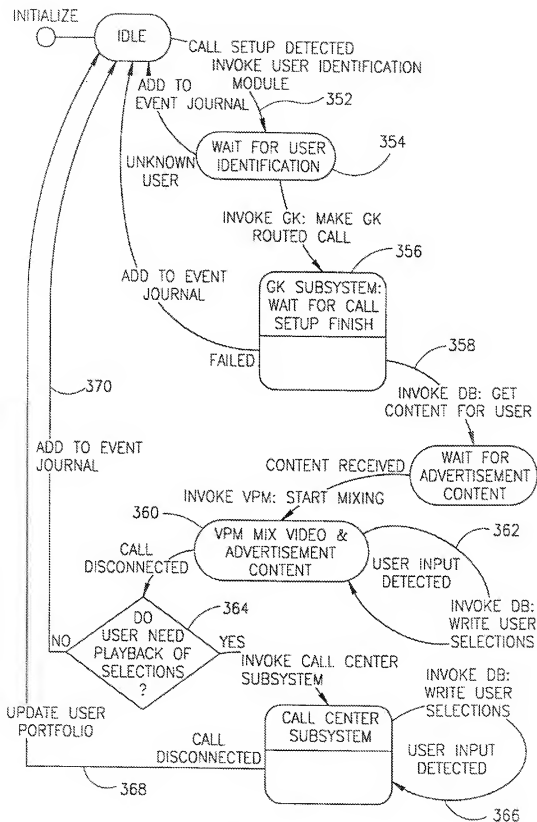 INITIALIZE
IDLE
CALL SETUP DETECTED
INVOKE USER IDENTIFICATION
MODULE
ADD TO
EVENT JOURNAL
352
WAIT FOR USER
IDENTIFICATION
354
UNKNOWN
USER
INVOKE GK: MAKE GK
ROUTED CALL
356
ADD TO EVENT
JOURNAL
GK SUBSYSTEM:
WAIT FOR CALL
SETUP FINISH
FAILED
358
370
INVOKE DB: GET
CONTENT FOR USER
ADD TO EVENT
JOURNAL
WAIT FOR
ADVERTISEMENT
CONTENT
CONTENT RECEIVED
INVOKE VPM: START MIXING
360
362
VPM MIX VIDEO &
ADVERTISEMENT
CONTENT
CALL
DISCONNECTED
USER INPUT
DETECTED
INVOKE DB:
WRITE USER
SELECTIONS
364
DO
USER NEED
PLAYBACK OF
SELECTIONS
?
NO
YES
INVOKE CALL CENTER
SUBSYSTEM
INVOKE DB:
WRITE USER
SELECTIONS
UPDATE USER
PORTFOLIO
CALL CENTER
SUBSYSTEM
CALL
DISCONNECTED
USER INPUT
DETECTED
368
366